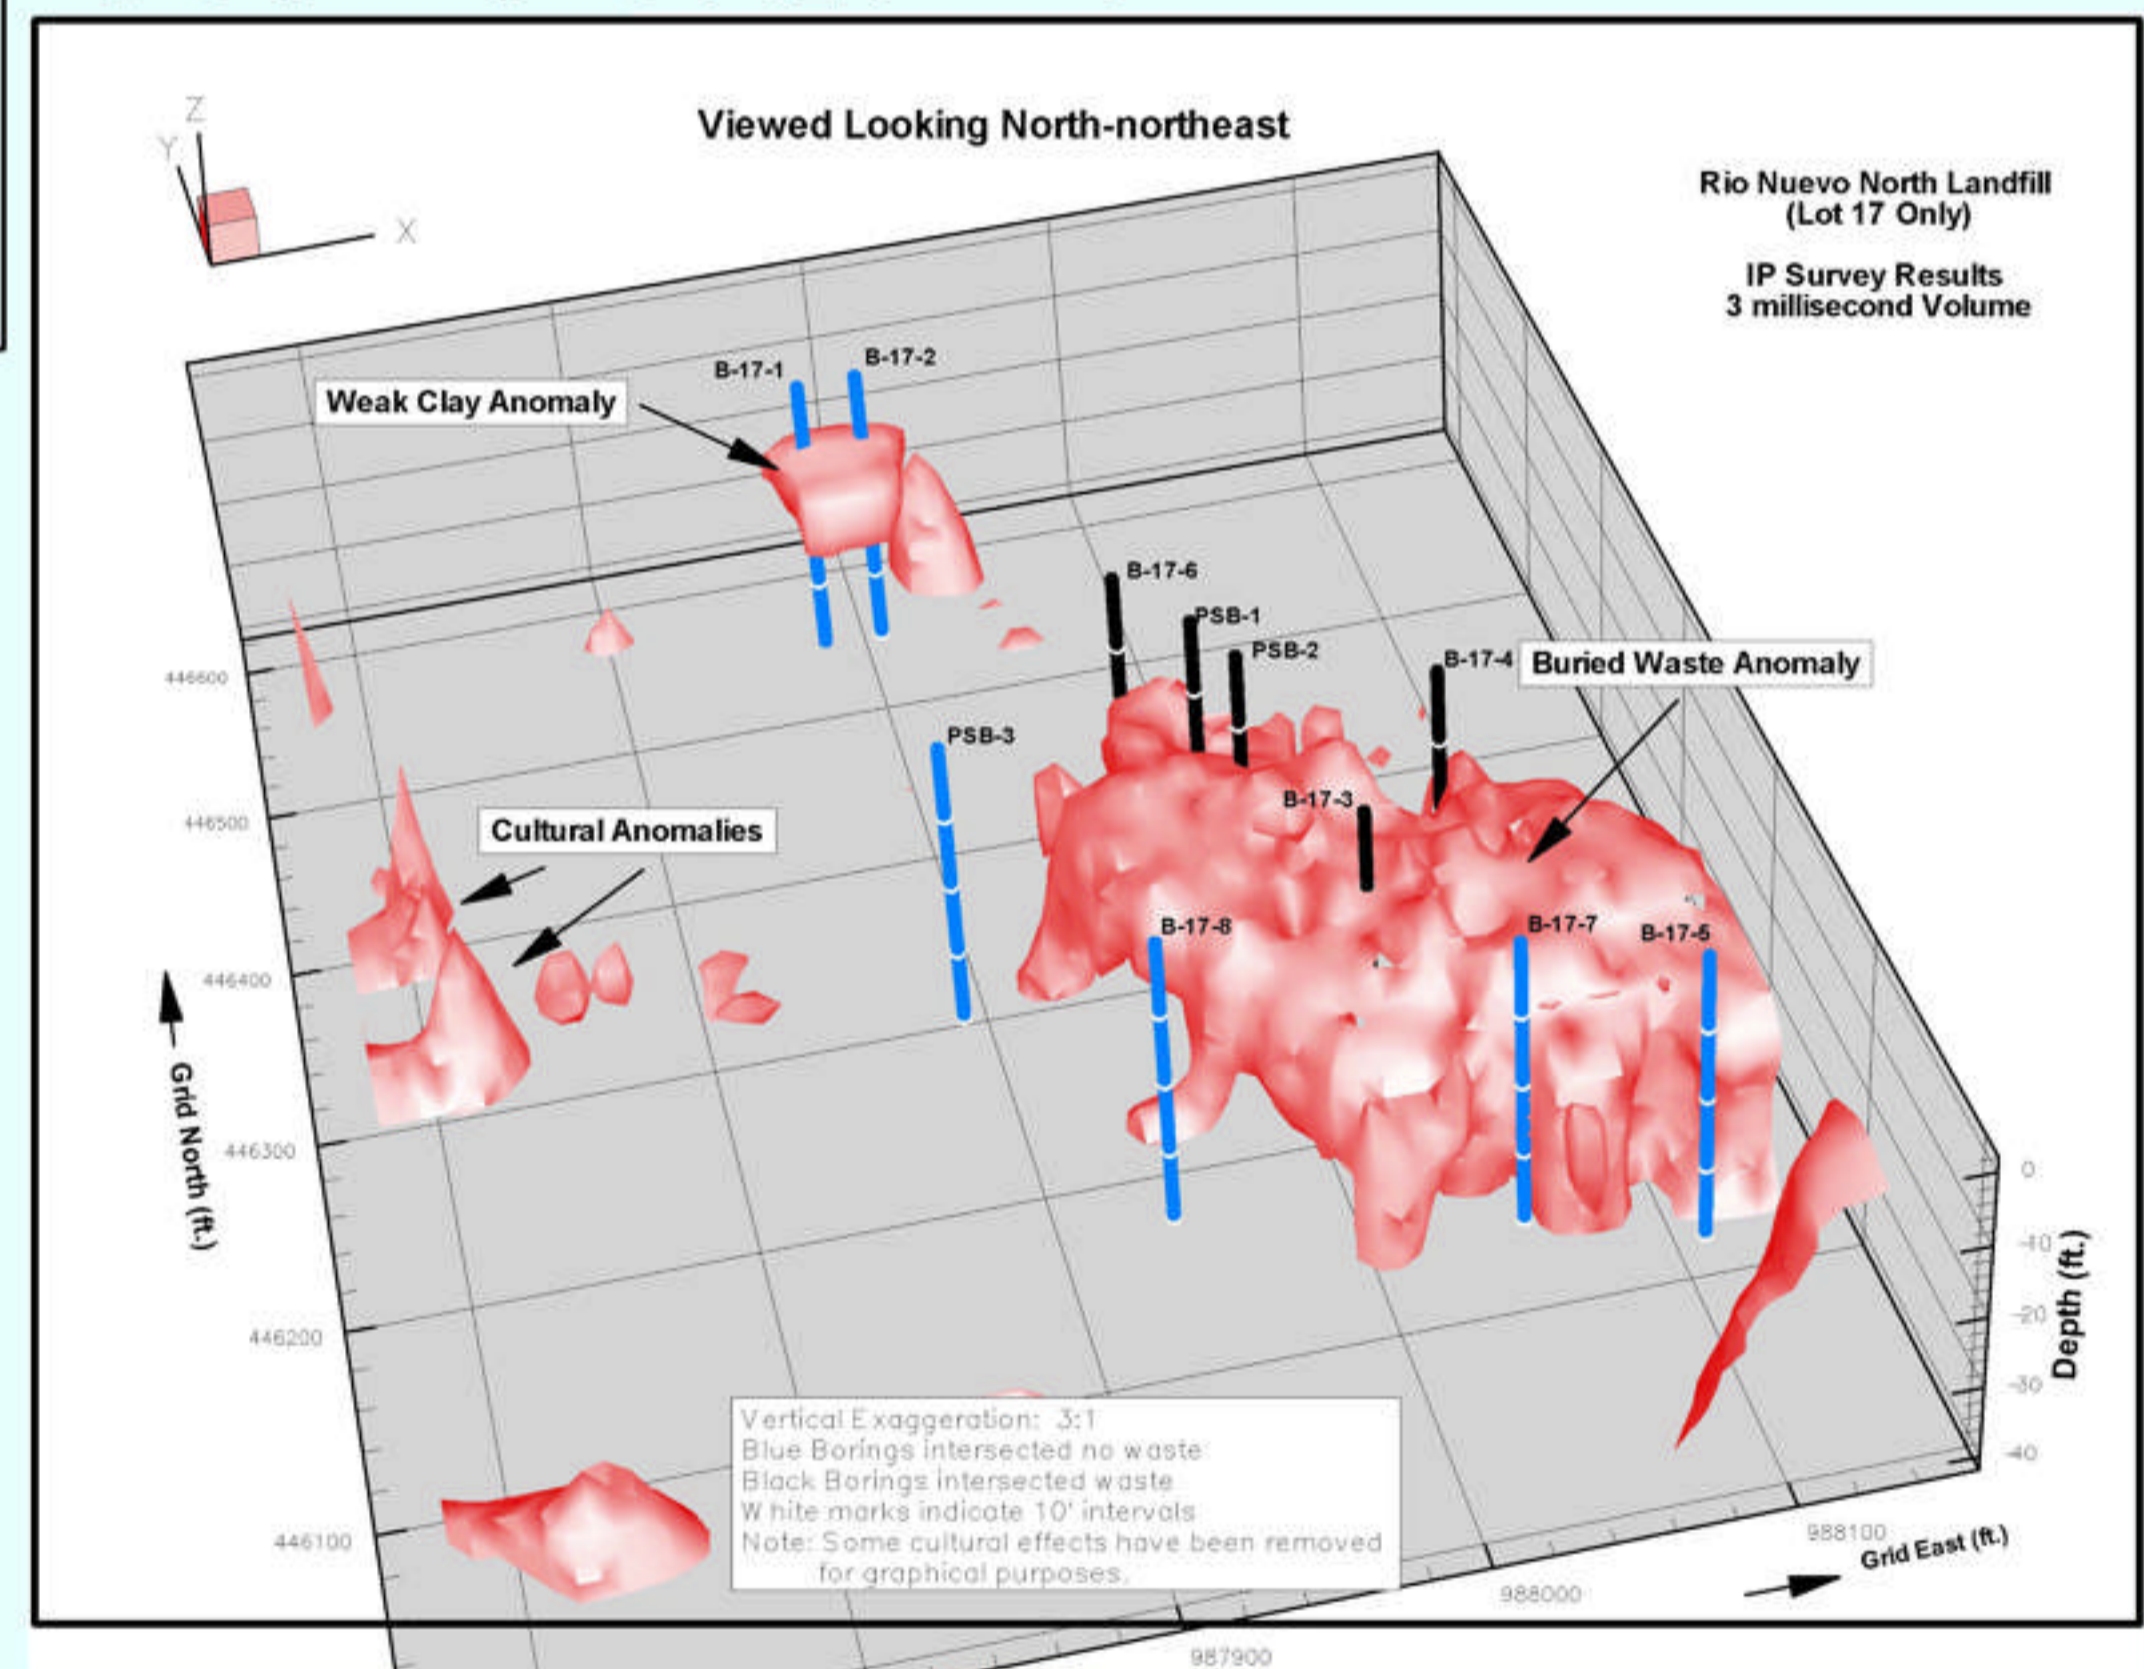 Viewed Looking North-northeast
Rio Nuevo North Landfill
(Lot 17 Only)
IP Survey Results
3 millisecond Volume
Z
Y
X
B-17-1
B-17-2
Weak Clay Anomaly
B-17-6
PSB-1
PSB-2
B-17-4
Buried Waste Anomaly
446600
PSB-3
B-17-3
446500
Cultural Anomalies
B-17-8
B-17-7
B-17-5
446400
Grid North (ft.)
446300
446200
446100
0
-10
-20
-30
-40
Depth (ft.)
Vertical Exaggeration: 3:1
Blue Borings intersected no waste
Black Borings intersected waste
White marks indicate 10' intervals
Note: Some cultural effects have been removed
for graphical purposes.
988100
Grid East (ft.)
988000
987900